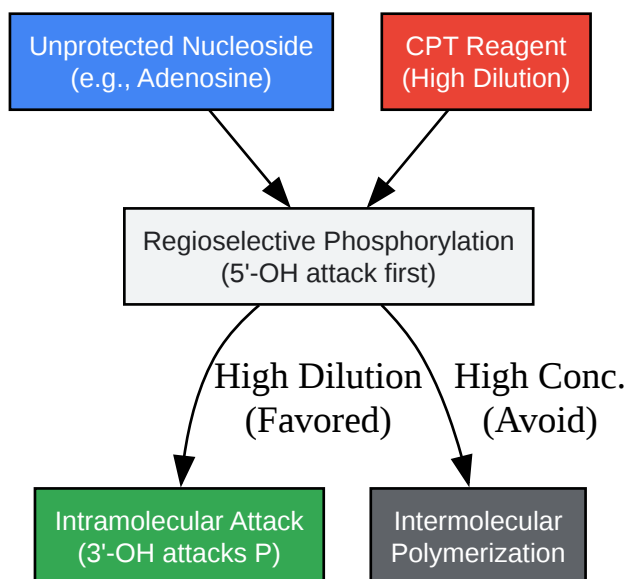 Unprotected Nucleoside
(e.g., Adenosine)
CPT Reagent
(High Dilution)
Regioselective Phosphorylation
(5'-OH attack first)
High Dilution
(Favored)
High Conc.
(Avoid)
Intramolecular Attack
(3'-OH attacks P)
Intermolecular
Polymerization